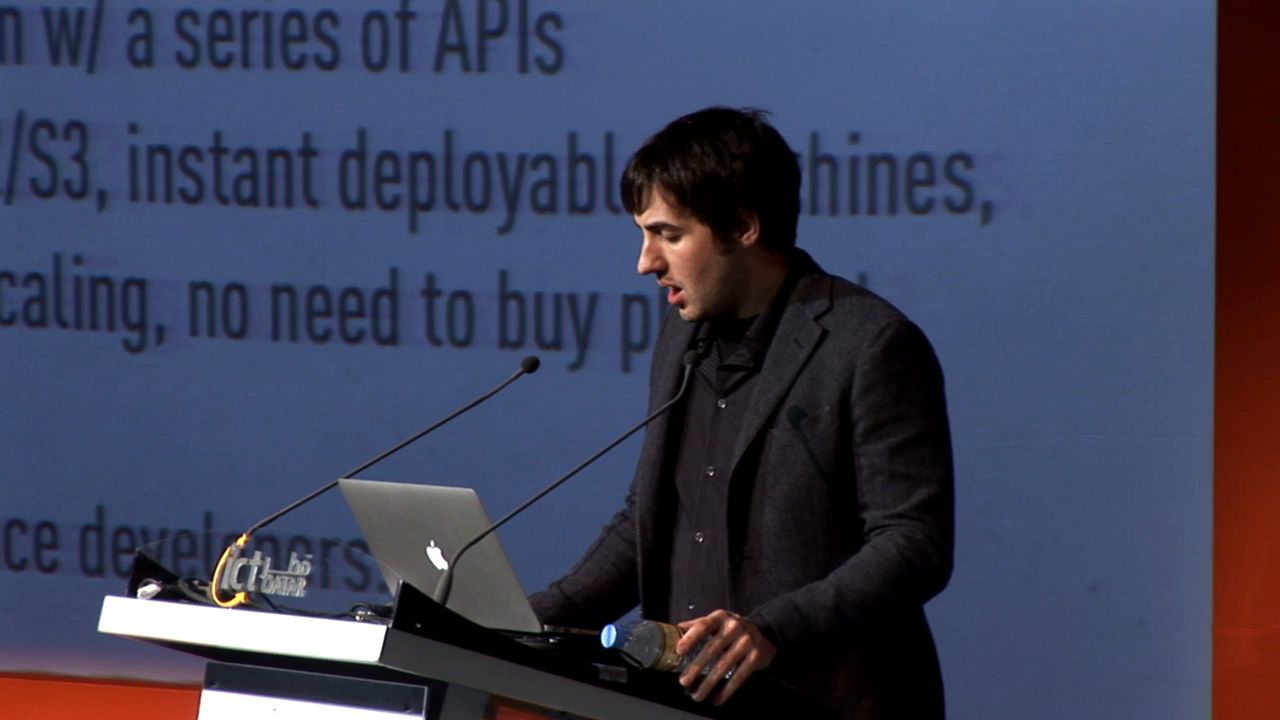 w/ a series of APIs
/S3, instant deployabl hines,
caling, no need to buy p
ce developers.
ict
QATAR